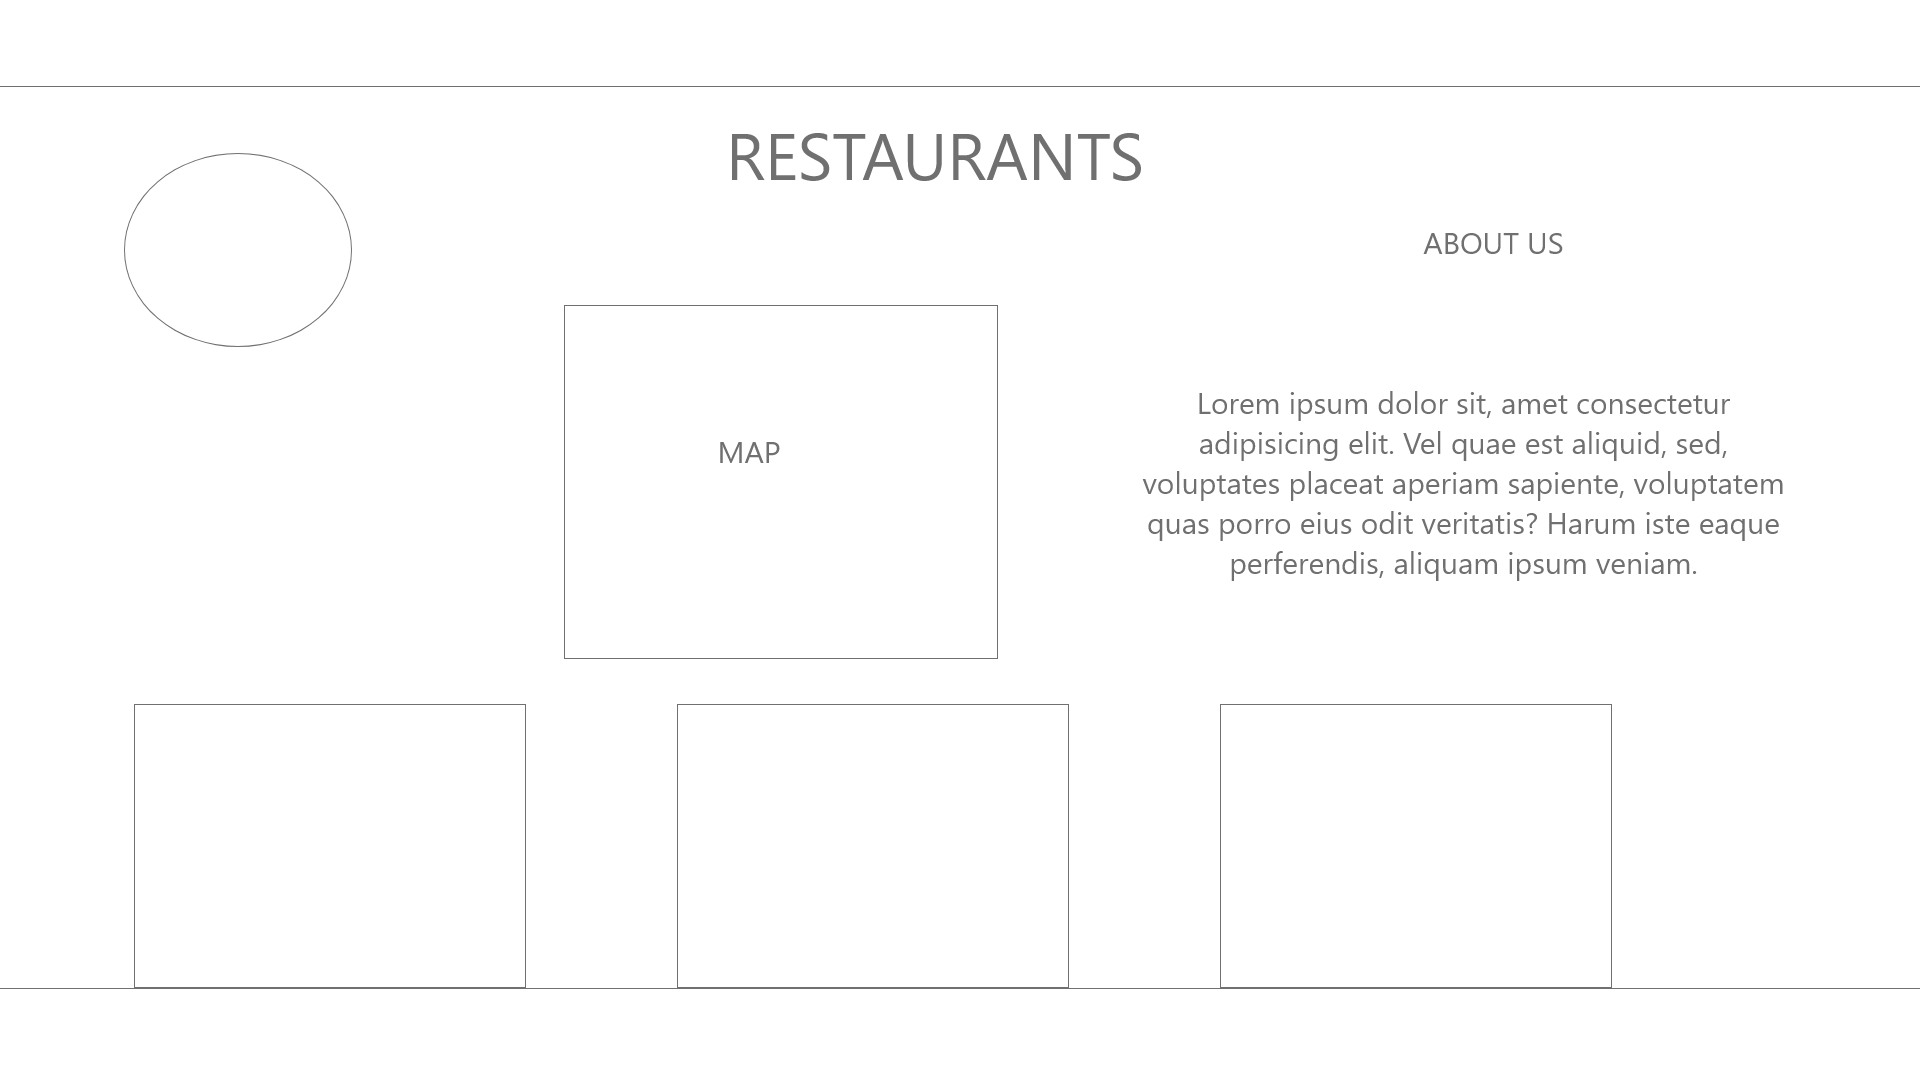 RESTAURANTS
ABOUT US
MAP
Lorem ipsum dolor sit, amet consectetur
adipisicing elit. Vel quae est aliquid, sed,
voluptates placeat aperiam sapiente, voluptatem
quas porro eius odit veritatis? Harum iste eaque
perferendis, aliquam ipsum veniam.